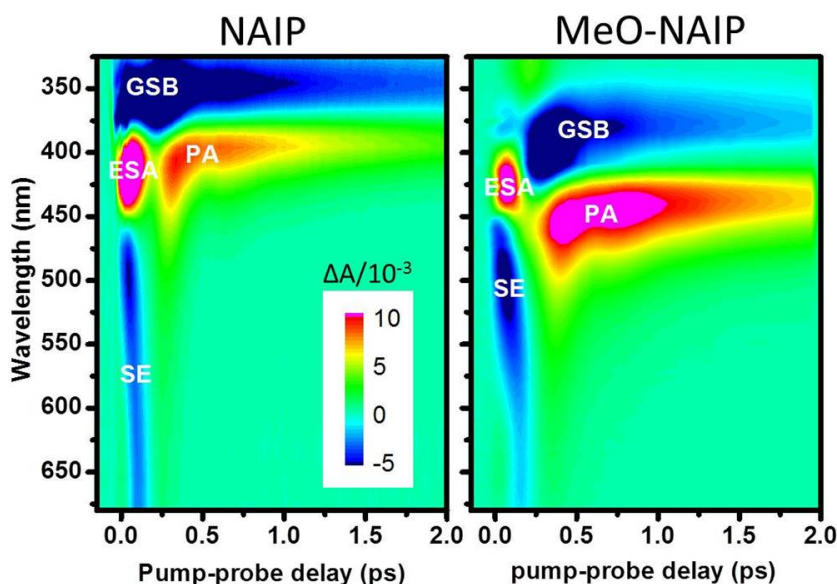 NAIP
MeO-NAIP
GSB
GSB
ESA
PA
ESA
PA
SE
SE
ΔA/10⁻³
10
5
0
-5
Wavelength (nm)
350
400
450
500
550
600
650
0.0 0.5 1.0 1.5 2.0
0.0 0.5 1.0 1.5 2.0
Pump-probe delay (ps)
pump-probe delay (ps)